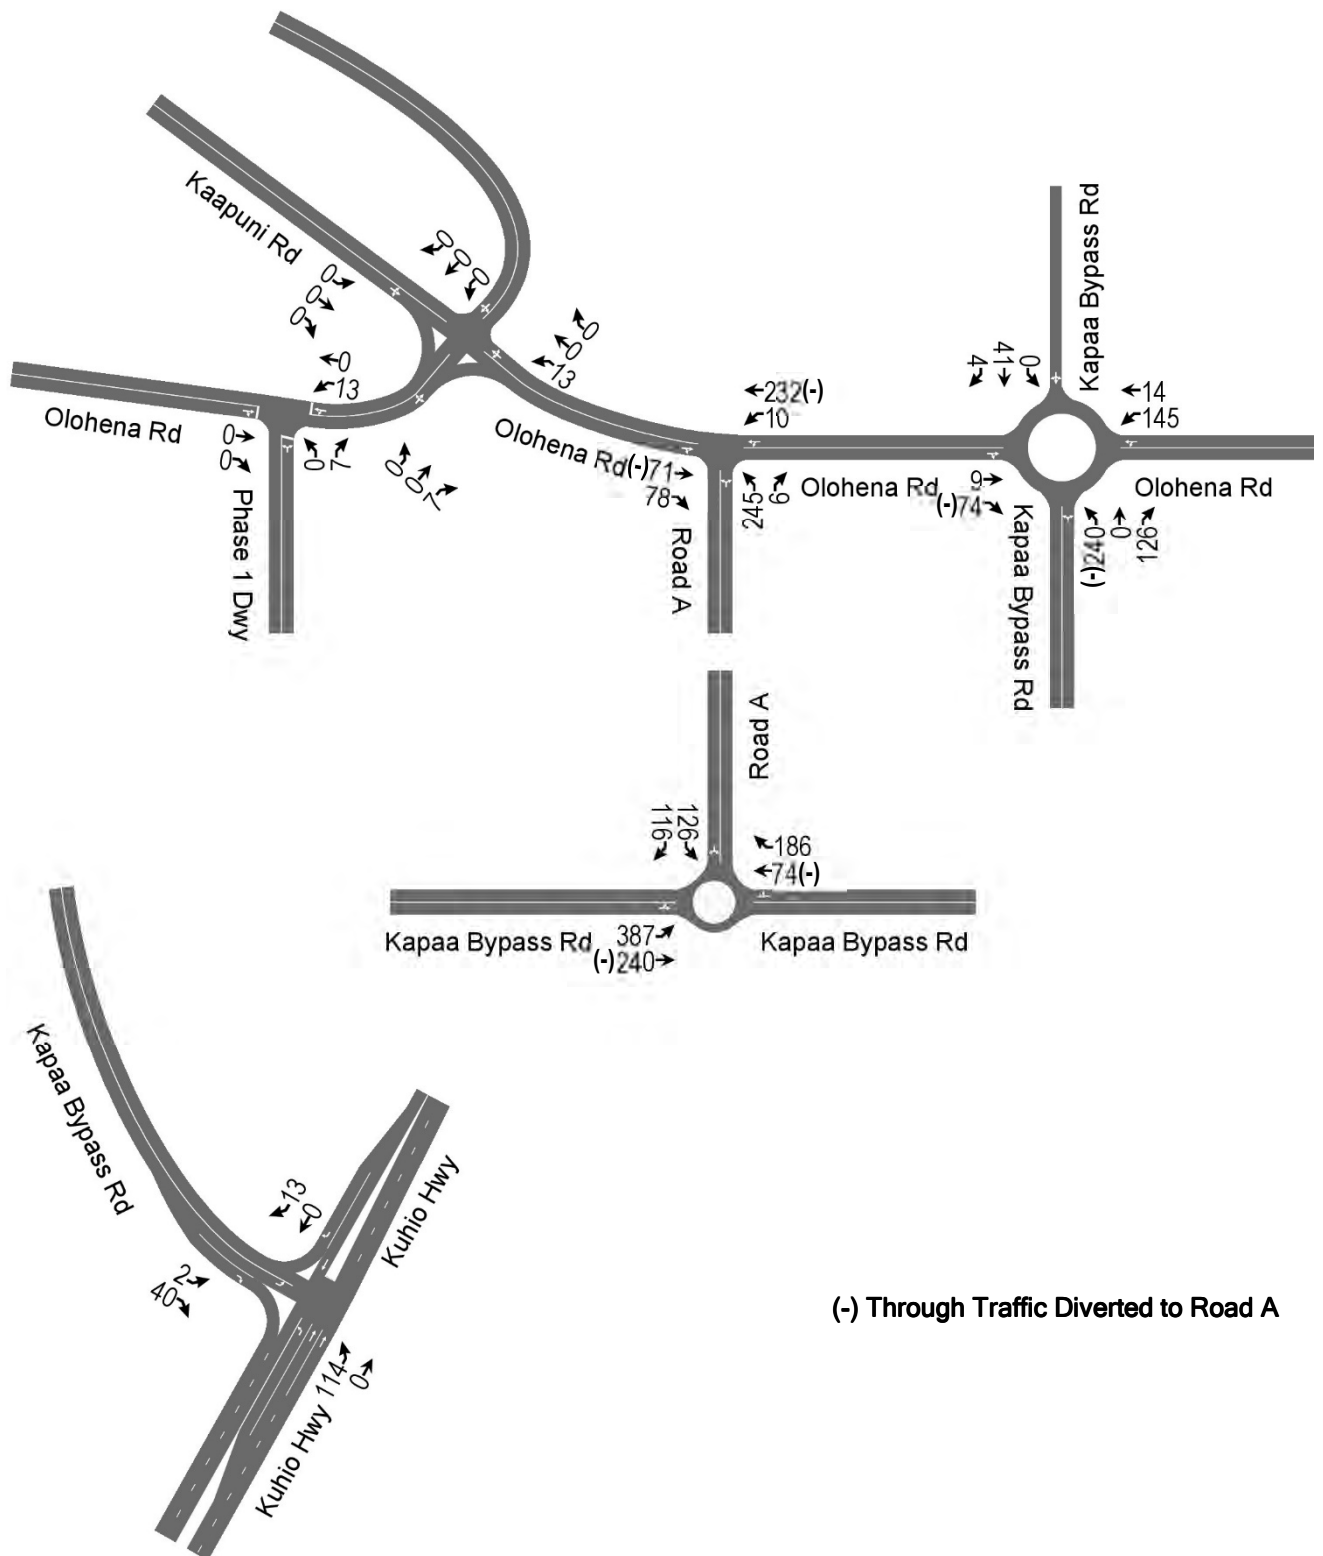 Kaapuni Rd
0
0
0
0
0
0
0
0
13
0
0
13
Olohena Rd
0
0
0
7
0
0
7
Phase 1 Dwy
Olohena Rd
(-)71
78
232(-)
10
245
6
Road A
Olohena Rd
Kapaa Bypass Rd
4
41
0
14
145
9
(-)74
(-)240
0
126
Olohena Rd
Kapaa Bypass Rd
Road A
116
126
186
74(-)
387
(-)240
Kapaa Bypass Rd
Kapaa Bypass Rd
Kapaa Bypass Rd
13
0
2
40
Kuhio Hwy
114
0
Kuhio Hwy
(-) Through Traffic Diverted to Road A